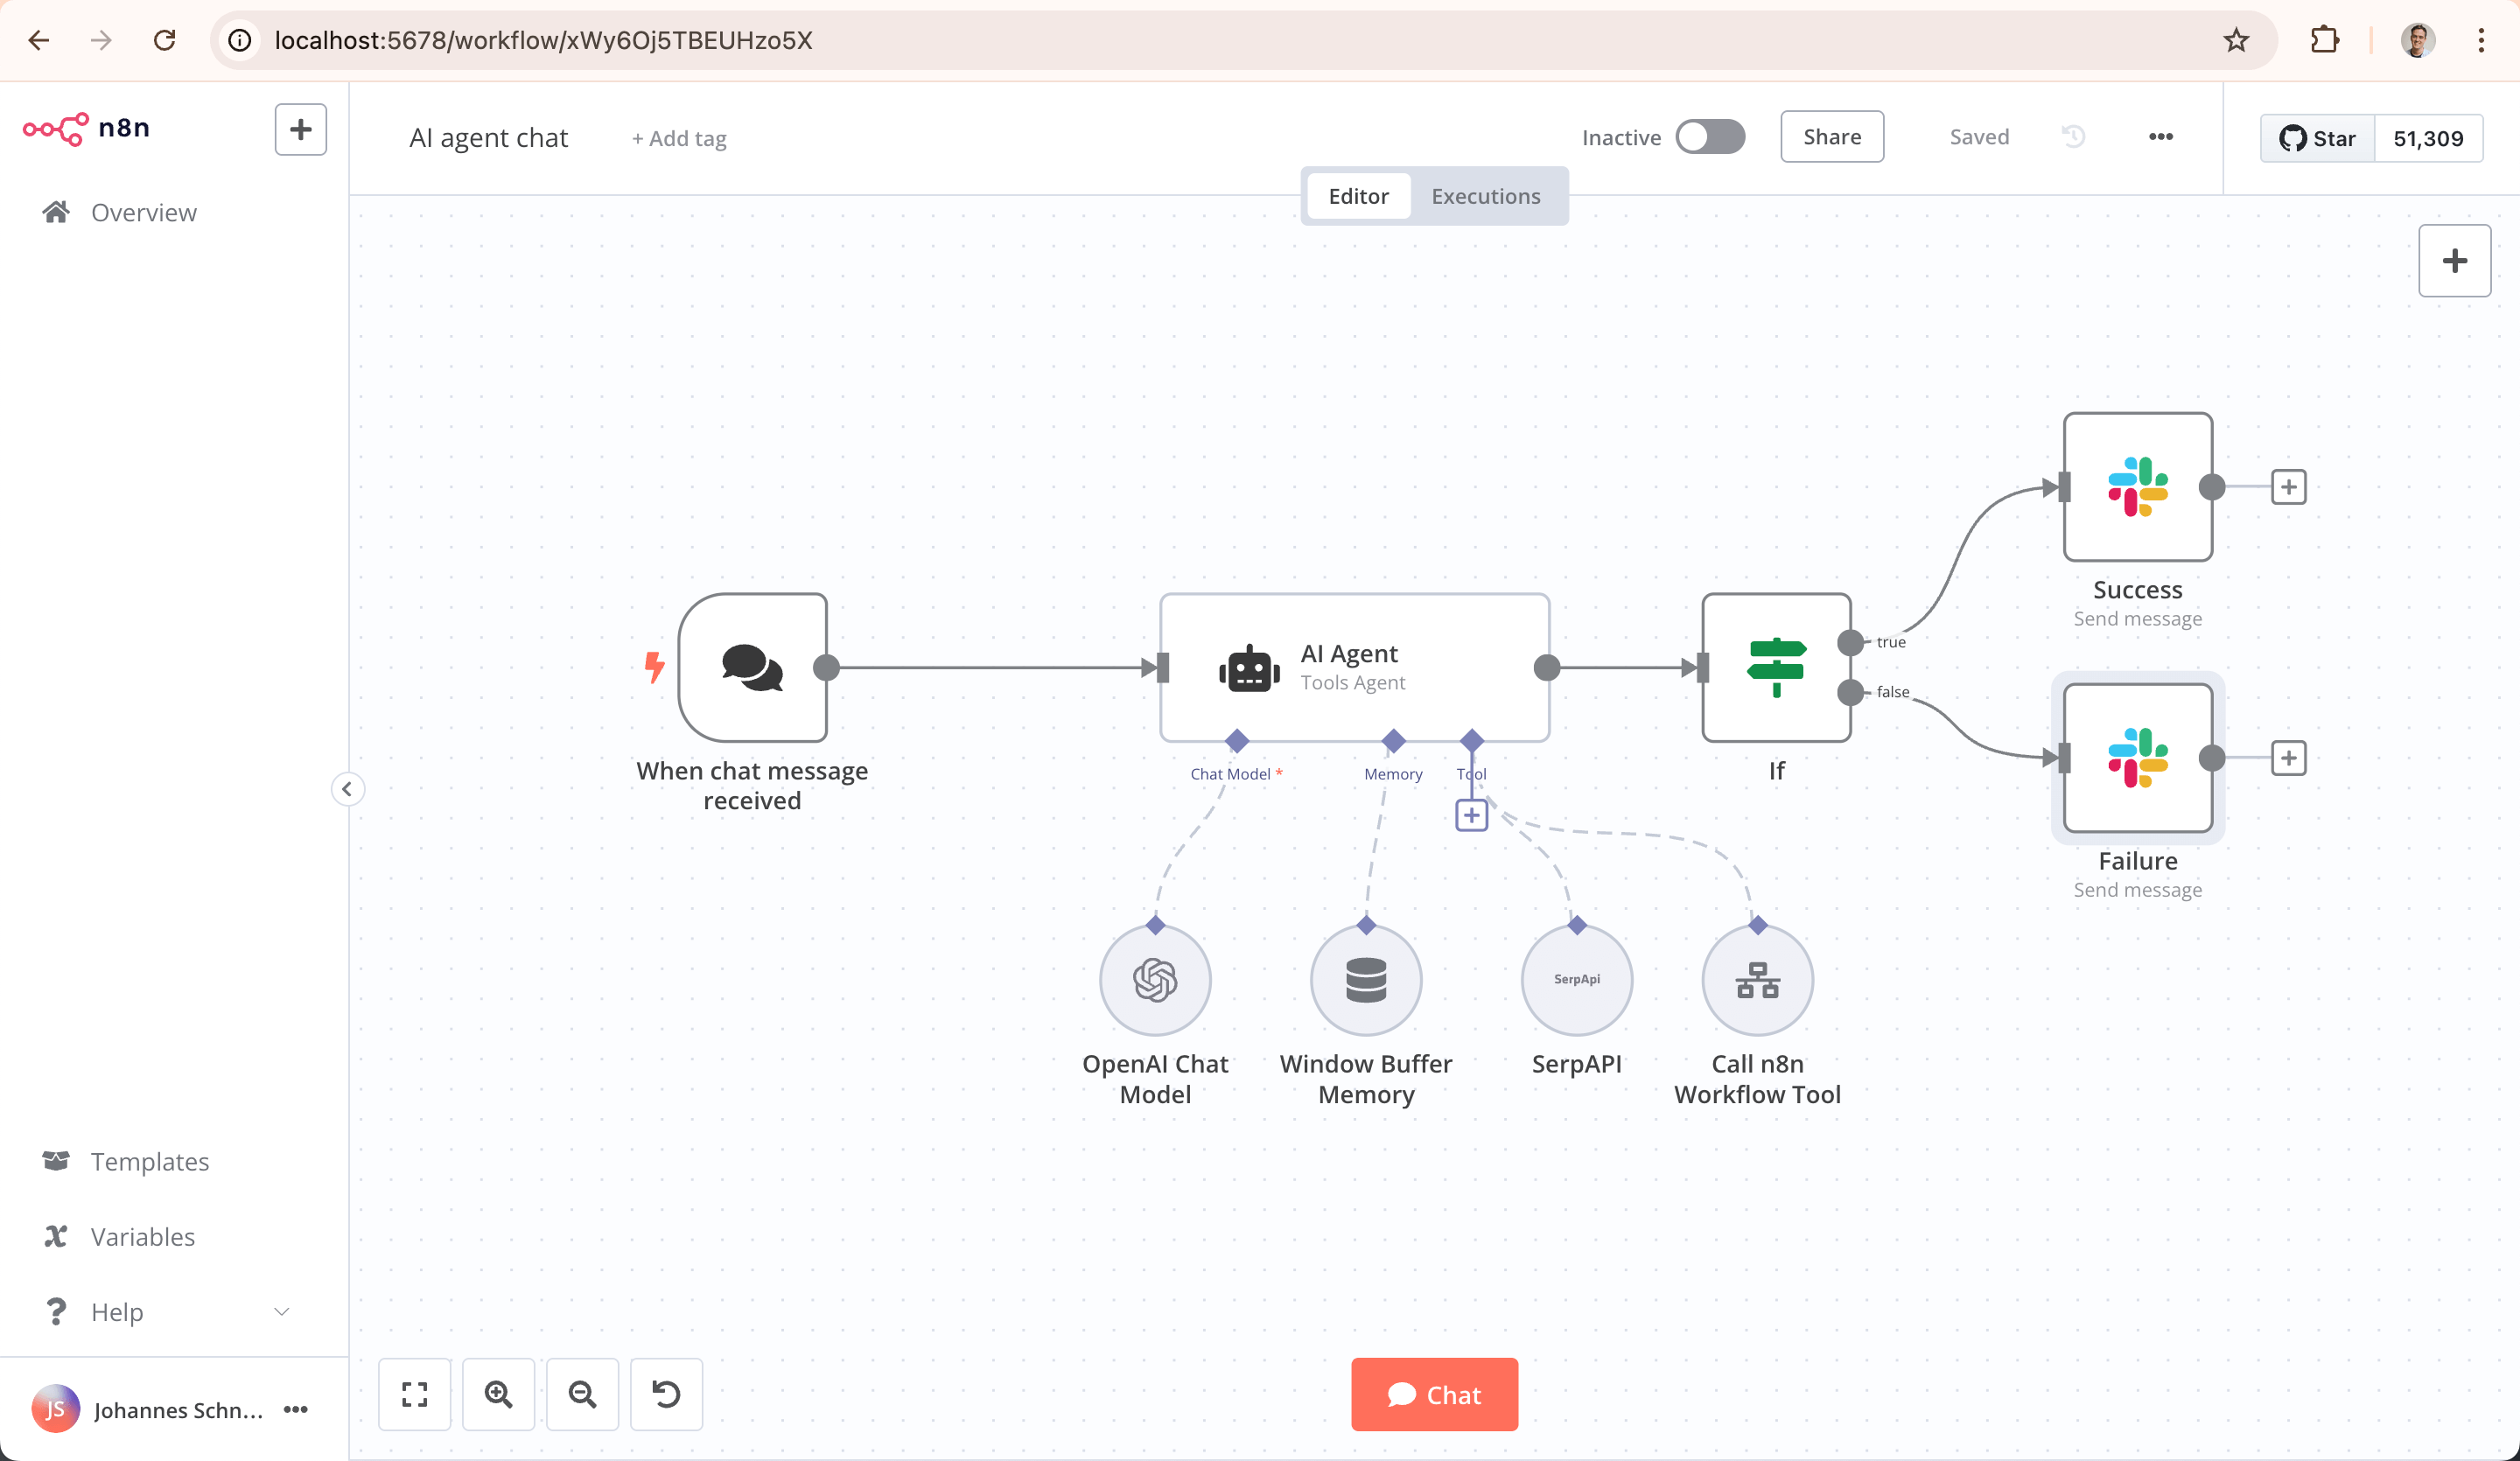 localhost:5678/workflow/xWy6Oj5TBEUHzo5X
n8n
AI agent chat
+ Add tag
Inactive
Share
Saved
Star
51,309
Editor
Executions
Overview
Success
Send message
AI Agent
Tools Agent
true
false
Chat Model *
Memory
Tool
When chat message
received
If
Failure
Send message
SerpApi
OpenAI Chat
Model
Window Buffer
Memory
SerpAPI
Call n8n
Workflow Tool
Templates
Variables
Help
JS
Johannes Schn...
Chat